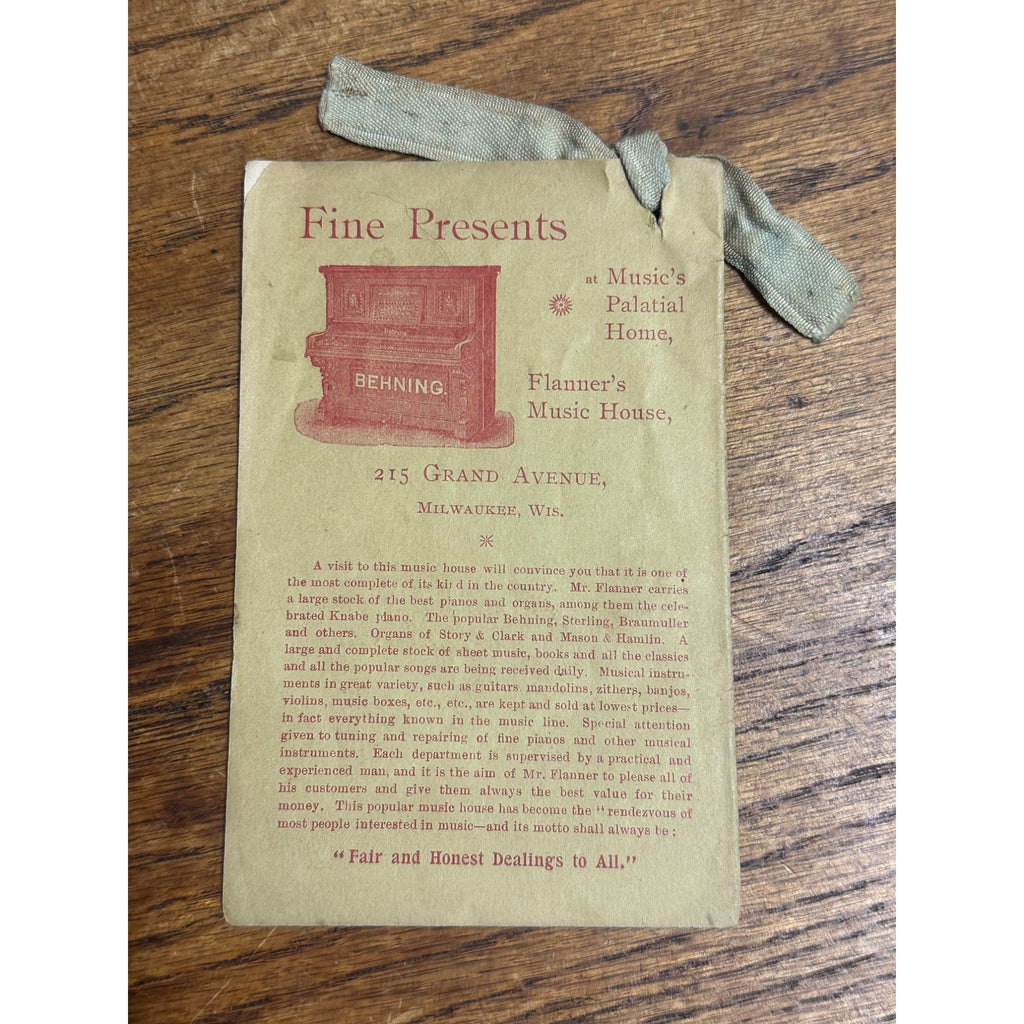 Fine Presents
at Music's
Palatial
Home,
BEHNING.
Flanner's
Music House,
215 GRAND AVENUE,
MILWAUKEE, WIS.
A visit to this music house will convince you that it is one of
the most complete of its kind in the country. Mr. Flanner carries
a large stock of the best pianos and organs, among them the cele-
brated Knabe piano. The popular Behning, Sterling, Braumuller
and others. Organs of Story & Clark and Mason & Hamlin. A
large and complete stock of sheet music, books and all the classics
and all the popular songs are being received daily. Musical instru-
ments in great variety, such as guitars mandolins, zithers, banjos,
violins, music boxes, etc., etc., are kept and sold at lowest prices—
in fact everything known in the music line. Special attention
given to tuning and repairing of fine pianos and other musical
instruments. Each department is supervised by a practical and
experienced man, and it is the aim of Mr. Flanner to please all of
his customers and give them always the best value for their
money. This popular music house has become the "rendezvous of
most people interested in music—and its motto shall always be:
"Fair and Honest Dealings to All."